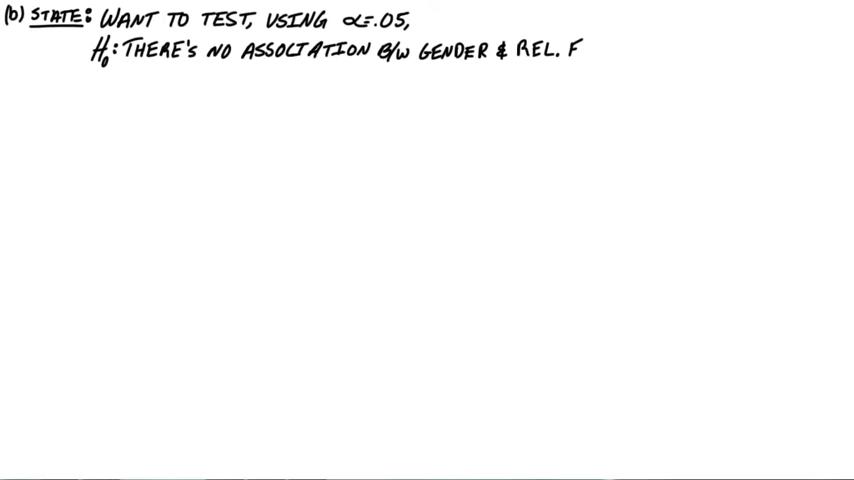 (b) STATE: WANT TO TEST, USING α=.05,
H₀: THERE'S NO ASSOCIATION B/W GENDER & REL. F